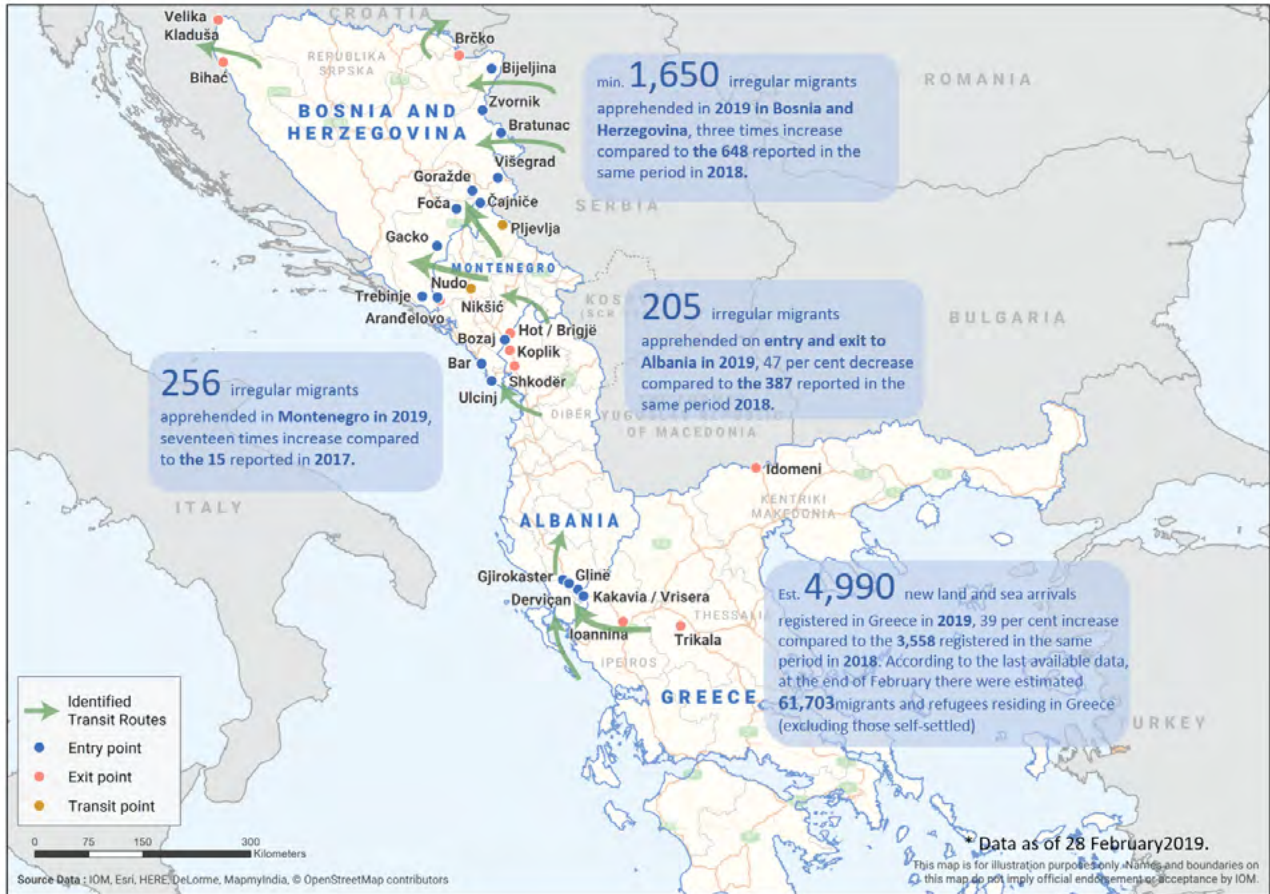 CROATIA
Velika
Kladuša
Bihać
REPUBLIKA
SRPSKA
Brčko
Bijeljina
BOSNIA AND
HERZEGOVINA
Zvornik
Bratunac
Višegrad
Goražde
Čajniče
Foča
Pljevlja
Gacko
MONTENEGRO
Nudo
Trebinje
Nikšić
Aranđelovo
Hot / Brigjë
Bozaj
Koplik
Bar
Shkodër
Ulcinj
ROMANIA
SERBIA
BULGARIA
DIBËR
OF MACEDONIA
ITALY
min. 1,650 irregular migrants
apprehended in 2019 in Bosnia and
Herzegovina, three times increase
compared to the 648 reported in the
same period in 2018.
205 irregular migrants
apprehended on entry and exit to
Albania in 2019, 47 per cent decrease
compared to the 387 reported in the
same period 2018.
256 irregular migrants
apprehended in Montenegro in 2019,
seventeen times increase compared
to the 15 reported in 2017.
Idomeni
KENTRIKI
MAKEDONIA
ALBANIA
Gjirokaster
Glinë
Derviçan
Kakavia / Vrisera
Ioannina
Trikala
IPEIROS
GREECE
Est. 4,990 new land and sea arrivals
registered in Greece in 2019, 39 per cent increase
compared to the 3,558 registered in the same
period in 2018. According to the last available data,
at the end of February there were estimated
61,703migrants and refugees residing in Greece
(excluding those self-settled)
Identified
Transit Routes
Entry point
Exit point
Transit point
0 75 150 300
Kilometers
* Data as of 28 February2019.
This map is for illustration purposes only. Names and boundaries on
this map do not imply official endorsement or acceptance by IOM.
Source Data : IOM, Esri, HERE, DeLorme, MapmyIndia, © OpenStreetMap contributors